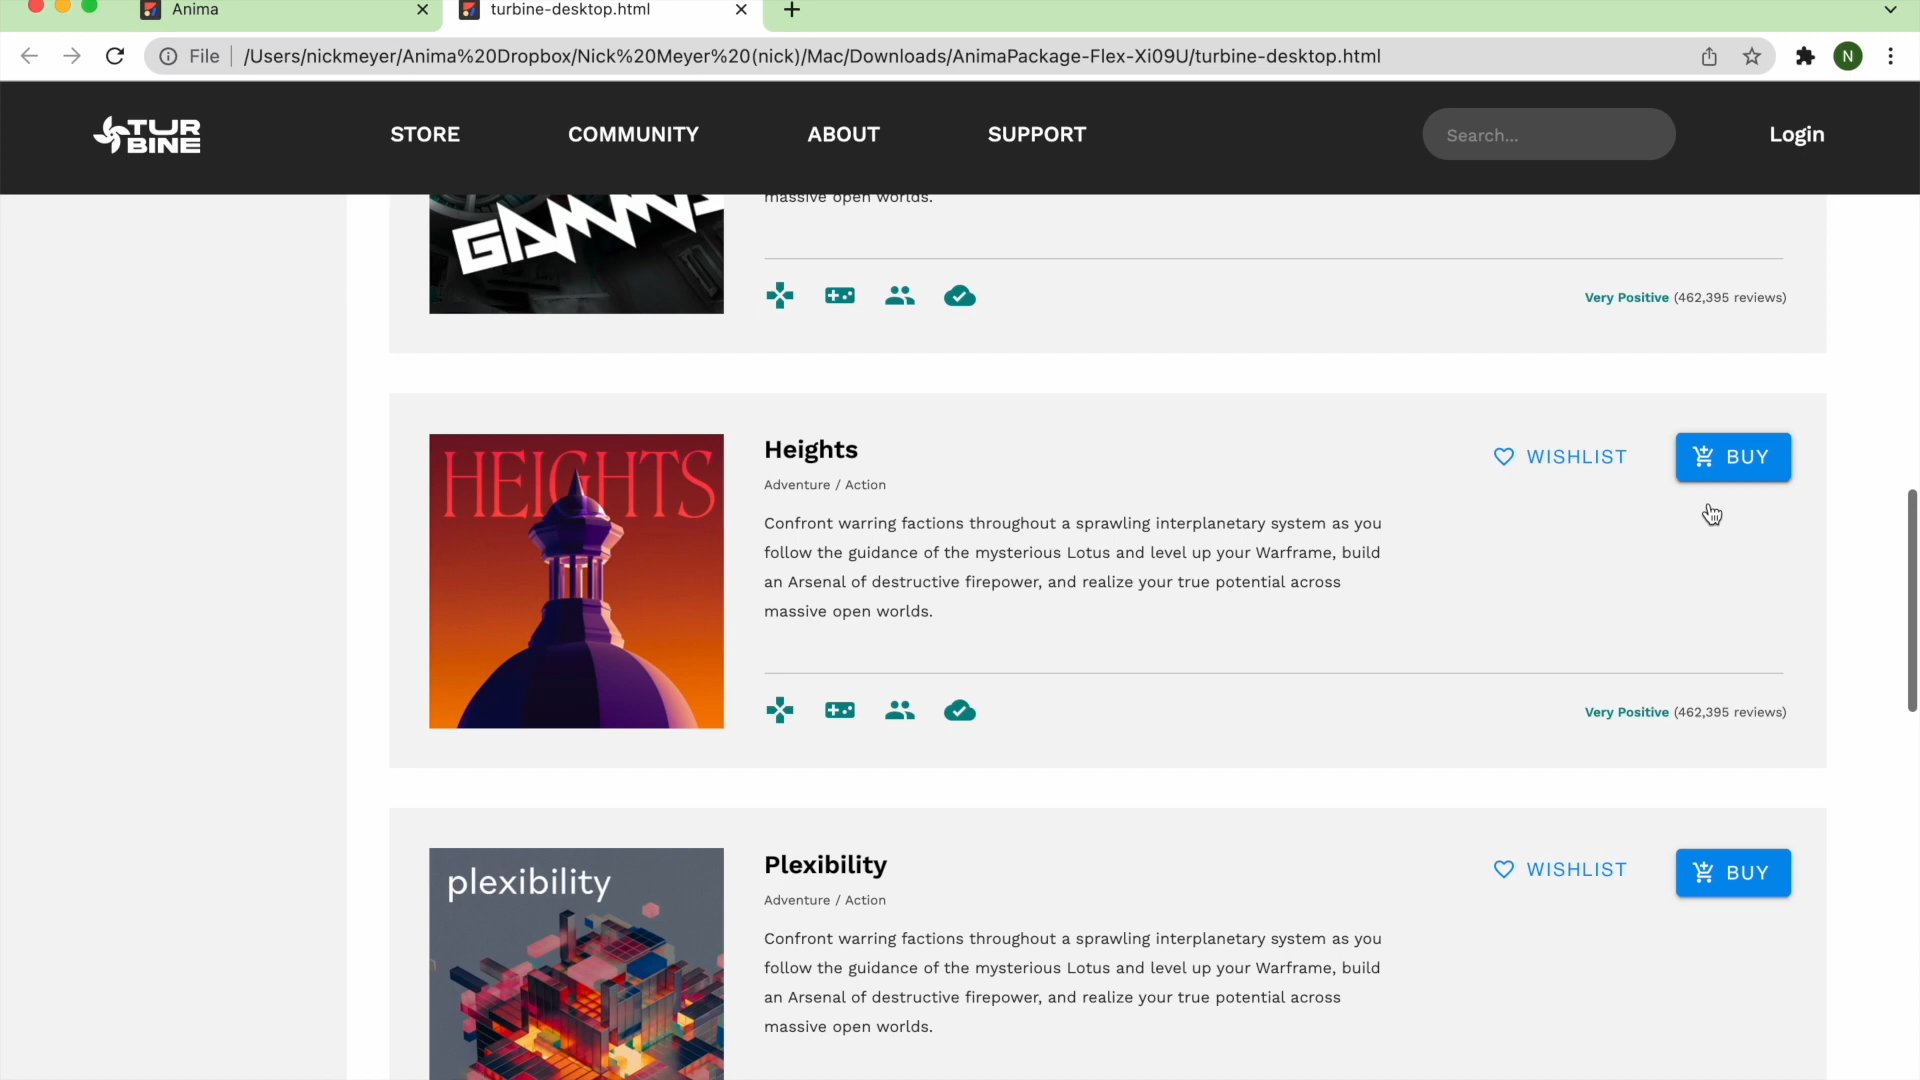 Anima
turbine-desktop.html
File
/Users/nickmeyer/Anima%20Dropbox/Nick%20Meyer%20(nick)/Mac/Downloads/AnimaPackage-Flex-Xi09U/turbine-desktop.html
N
TUR
BINE
STORE
COMMUNITY
ABOUT
SUPPORT
Search...
Login
massive open worlds.
Very Positive (462,395 reviews)
HEIGHTS
Heights
Adventure / Action
Confront warring factions throughout a sprawling interplanetary system as you
follow the guidance of the mysterious Lotus and level up your Warframe, build
an Arsenal of destructive firepower, and realize your true potential across
massive open worlds.
WISHLIST
BUY
Very Positive (462,395 reviews)
plexibility
Plexibility
Adventure / Action
Confront warring factions throughout a sprawling interplanetary system as you
follow the guidance of the mysterious Lotus and level up your Warframe, build
an Arsenal of destructive firepower, and realize your true potential across
massive open worlds.
WISHLIST
BUY